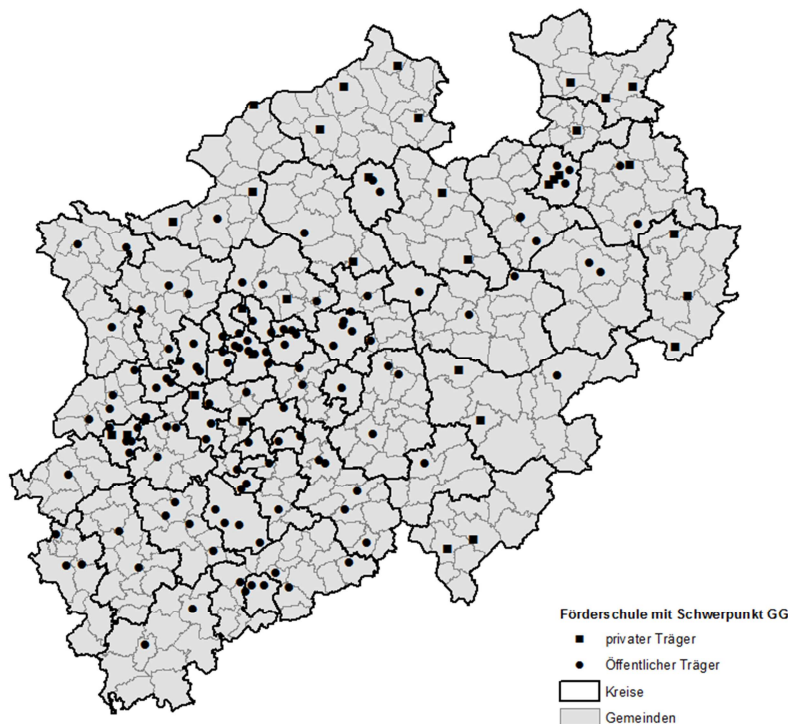 Förderschule mit Schwerpunkt GG
privater Träger
Öffentlicher Träger
Kreise
Gemeinden